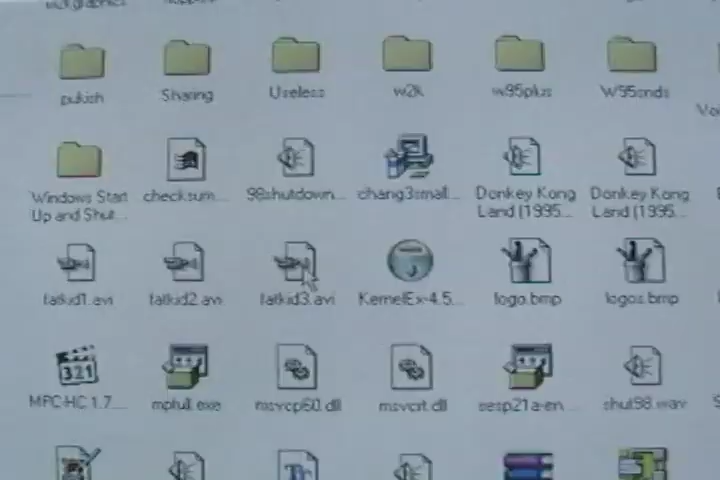 Sharing
Useless
w2k
w95plus
W95snds
Windows Start
Up and Shut...
checksum...
98shutdown...
chang3small...
Donkey Kong
Land (1995...
Donkey Kong
Land (1995...
fatkid1.avi
fatkid2.avi
fatkid3.avi
KernelEx-4.5...
logo.bmp
logos.bmp
MPC-HC 1.7....
mpfull.exe
msvcp60.dll
msvcrt.dll
sesp21a-en...
shut98.wav